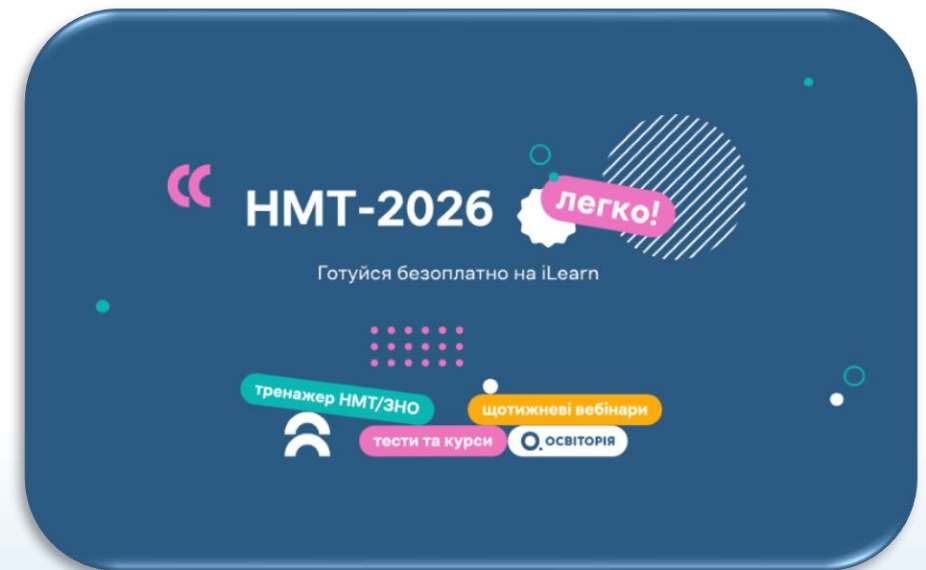 НМТ-2026 легко!
Готуйся безоплатно на iLearn
тренажер НМТ/ЗНО
щотижневі вебінари
тести та курси
ОСВІТОРІЯ